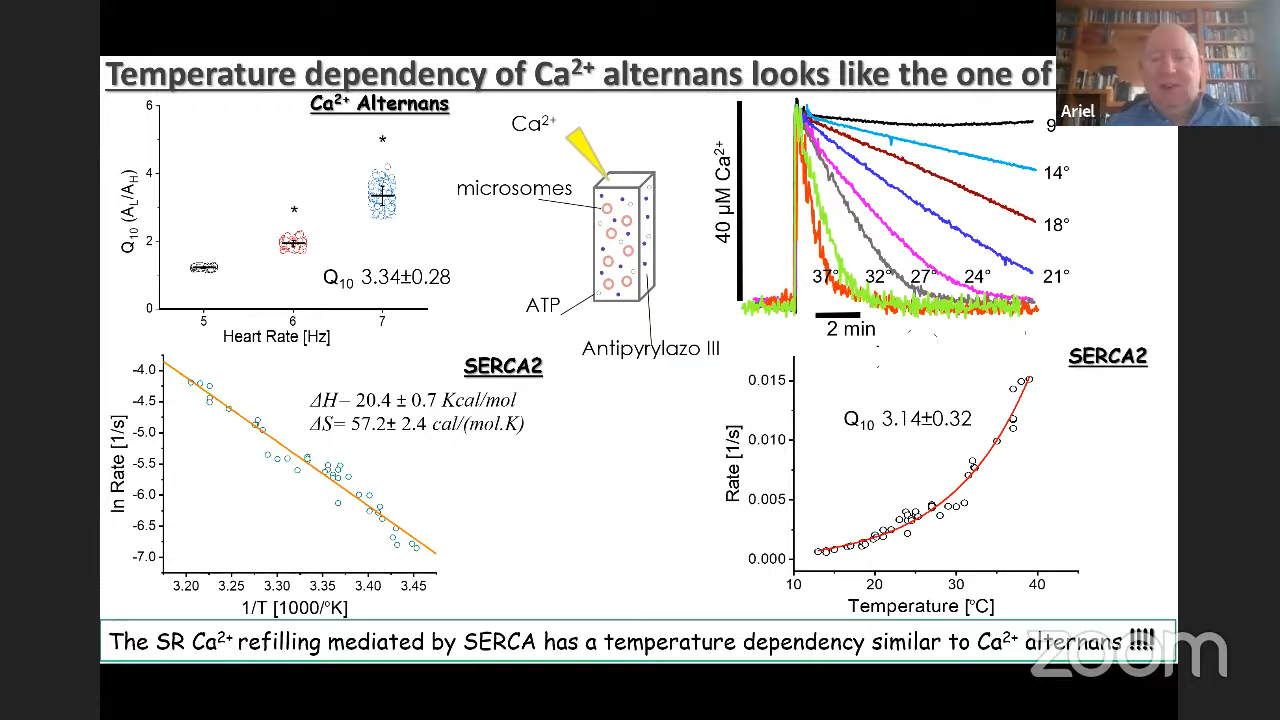 Temperature dependency of Ca²⁺ alternans looks like the one of
Ariel
Ca²⁺ Alternans
6
4
2
0
Q₁₀ (A_L/A_H)
*
*
Q₁₀ 3.34±0.28
5
6
7
Heart Rate [Hz]
Ca²⁺
microsomes
ATP
Antipyrylazo III
40 µM Ca²⁺
9
14°
18°
21°
37°
32°
27°
24°
2 min
SERCA2
ΔH= 20.4 ± 0.7 Kcal/mol
ΔS= 57.2± 2.4 cal/(mol.K)
ln Rate [1/s]
-4.0
-4.5
-5.0
-5.5
-6.0
-6.5
-7.0
3.20
3.25
3.30
3.35
3.40
3.45
1/T [1000/°K]
SERCA2
Q₁₀ 3.14±0.32
Rate [1/s]
0.015
0.010
0.005
0.000
10
20
30
40
Temperature [°C]
The SR Ca²⁺ refilling mediated by SERCA has a temperature dependency similar to Ca²⁺ alternans !!!!
zoom